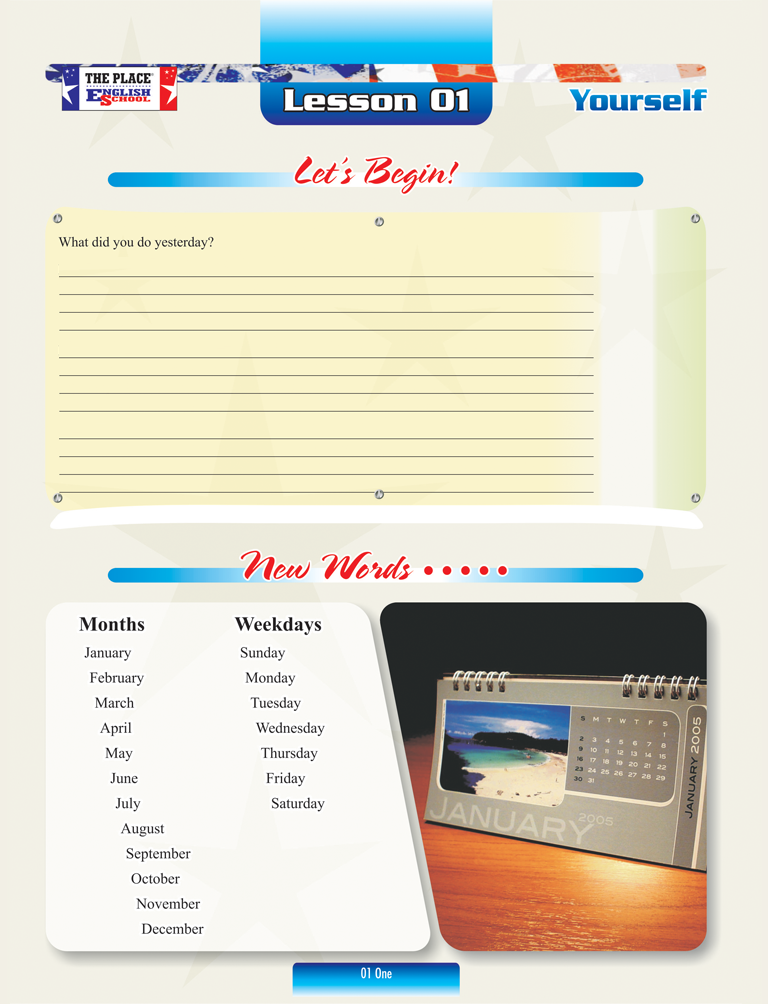 THE PLACE
ENGLISH
SCHOOL
Lesson 01
Yourself
Let's Begin!
What did you do yesterday?
New Words • • • • •
Months
January
February
March
April
May
June
July
August
September
October
November
December
Weekdays
Sunday
Monday
Tuesday
Wednesday
Thursday
Friday
Saturday
S M T W T F S
1
2 3 4 5 6 7 8
9 10 11 12 13 14 15
16 17 18 19 20 21 22
23 24 25 26 27 28 29
30 31
JANUARY 2005
JANUARY
2005
01 One